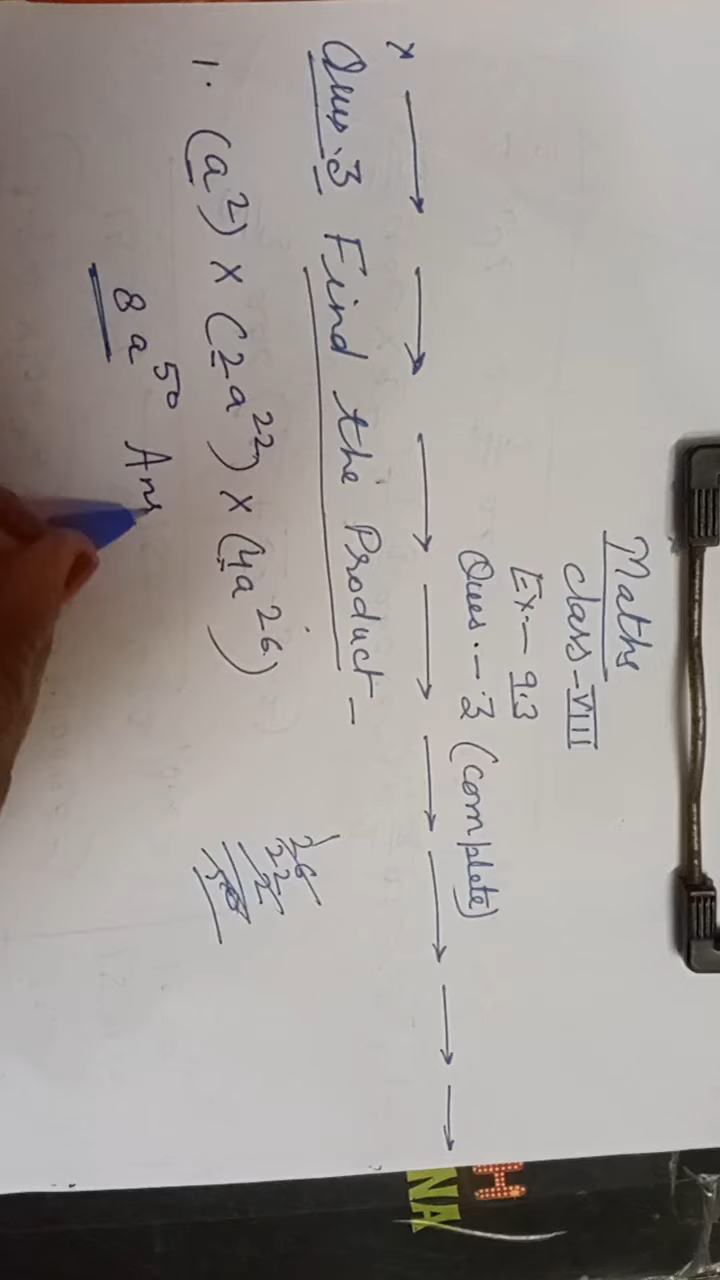 Maths
class-VIII
Ex- 9.3
Ques.- 3 (complete)
x → → → → → → → →
Ques.3 Find the Product -
1. (a²) x (2a²²) x (4a²⁶)
8a⁵⁰ Ans
26
22
2
H
NA